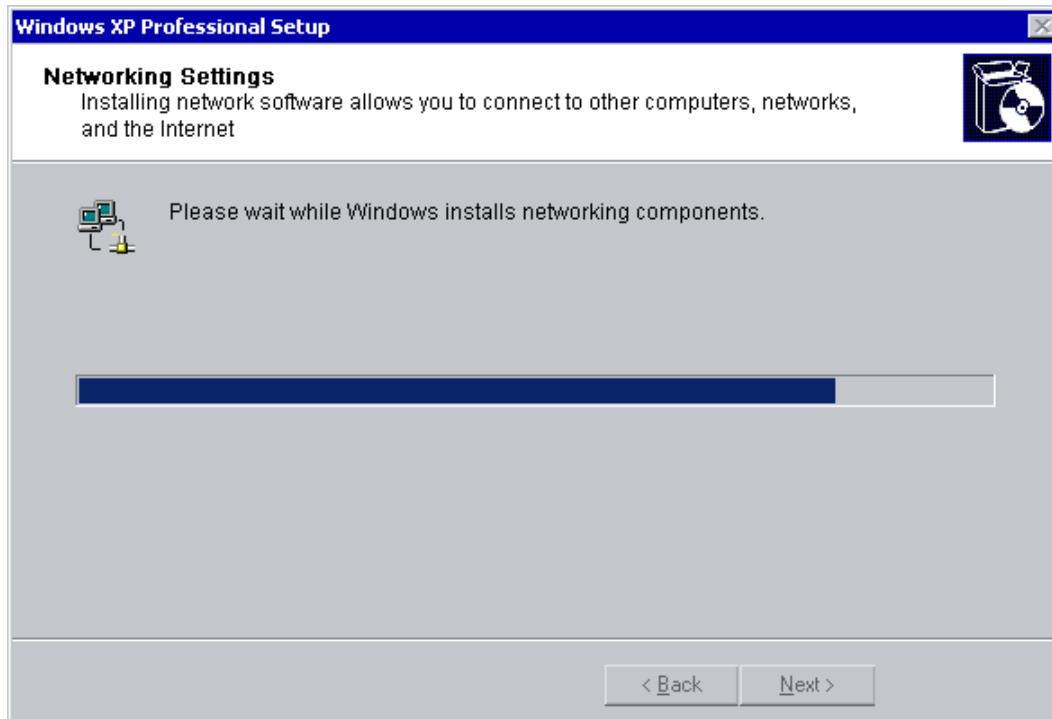 Windows XP Professional Setup
Networking Settings
Installing network software allows you to connect to other computers, networks,
and the Internet
Please wait while Windows installs networking components.
< Back
Next >